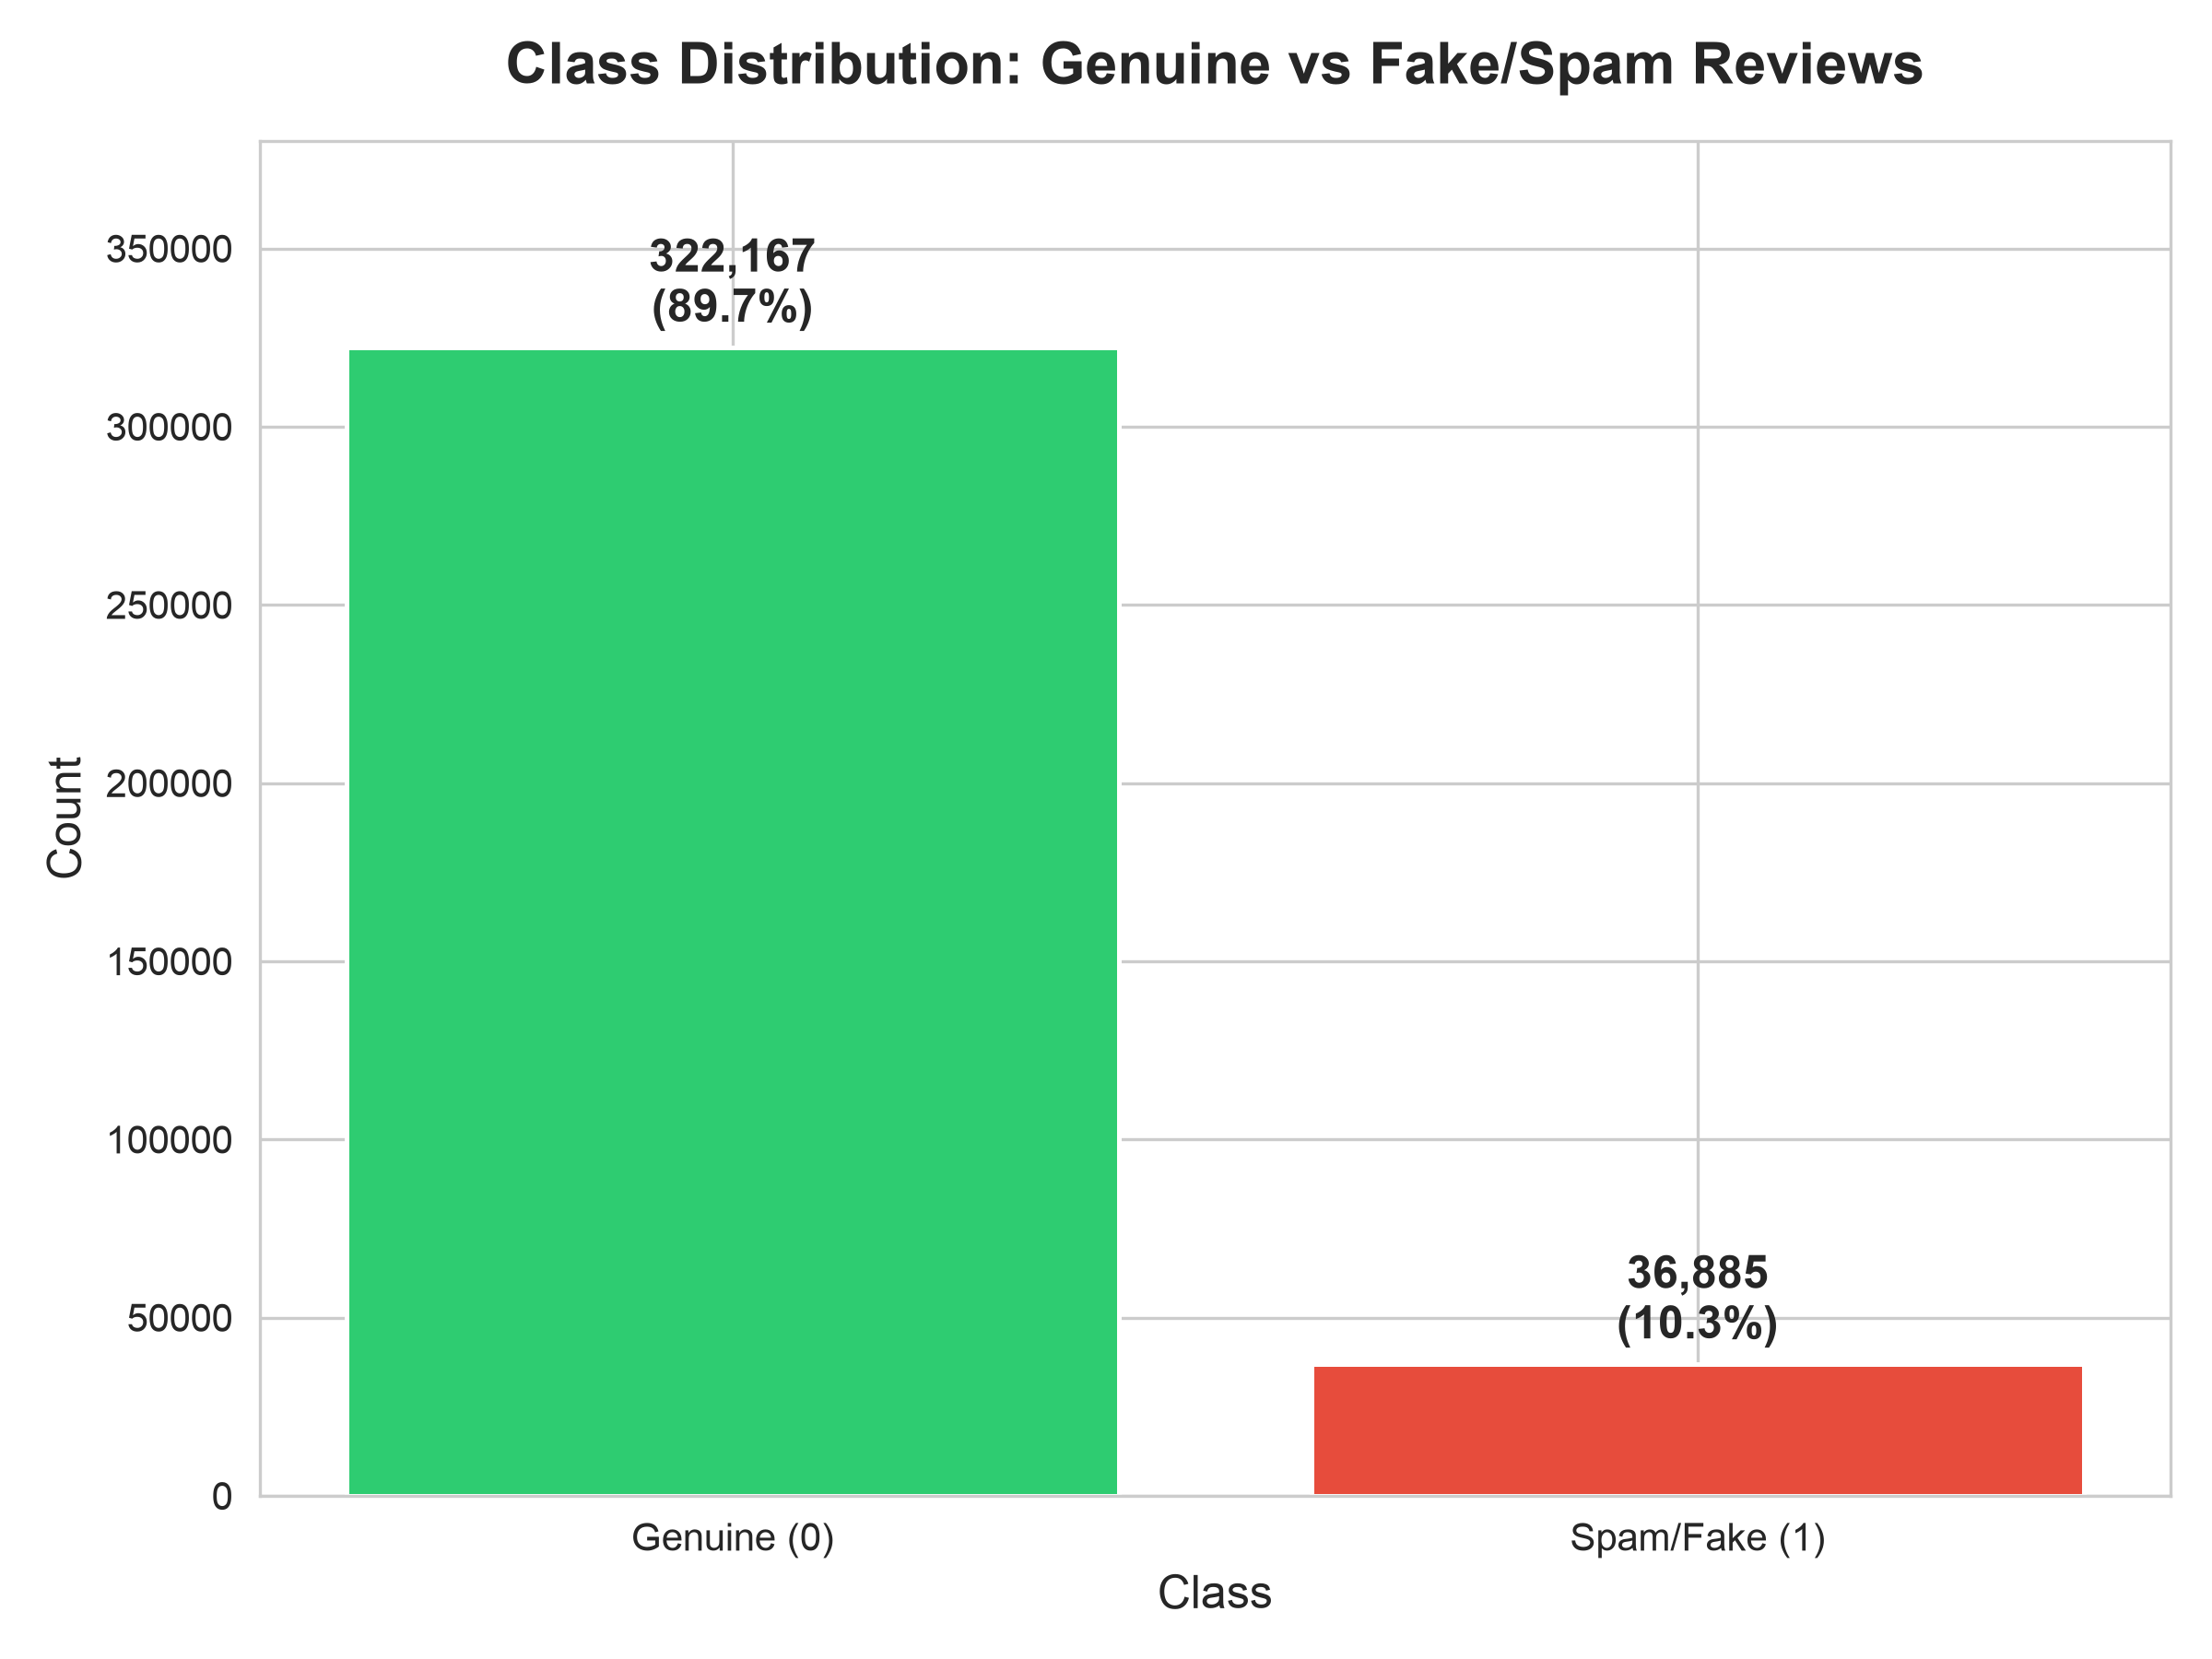 Class Distribution: Genuine vs Fake/Spam Reviews
350000
300000
250000
200000
150000
100000
50000
0
Count
322,167
(89.7%)
36,885
(10.3%)
Genuine (0)
Spam/Fake (1)
Class